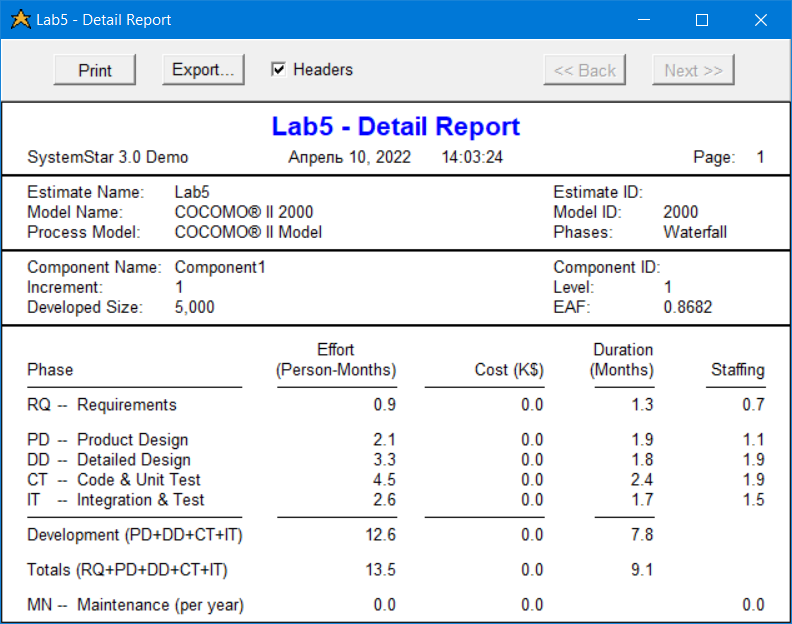 Lab5 - Detail Report
Print Export... Headers << Back Next >>
Lab5 - Detail Report
SystemStar 3.0 Demo Апрель 10, 2022 14:03:24 Page: 1
Estimate Name: Lab5 Estimate ID:
Model Name: COCOMO® II 2000 Model ID: 2000
Process Model: COCOMO® II Model Phases: Waterfall
Component Name: Component1 Component ID:
Increment: 1 Level: 1
Developed Size: 5,000 EAF: 0.8682
Effort Duration
Phase (Person-Months) Cost (K$) (Months) Staffing
RQ -- Requirements 0.9 0.0 1.3 0.7
PD -- Product Design 2.1 0.0 1.9 1.1
DD -- Detailed Design 3.3 0.0 1.8 1.9
CT -- Code & Unit Test 4.5 0.0 2.4 1.9
IT -- Integration & Test 2.6 0.0 1.7 1.5
Development (PD+DD+CT+IT) 12.6 0.0 7.8
Totals (RQ+PD+DD+CT+IT) 13.5 0.0 9.1
MN -- Maintenance (per year) 0.0 0.0 0.0